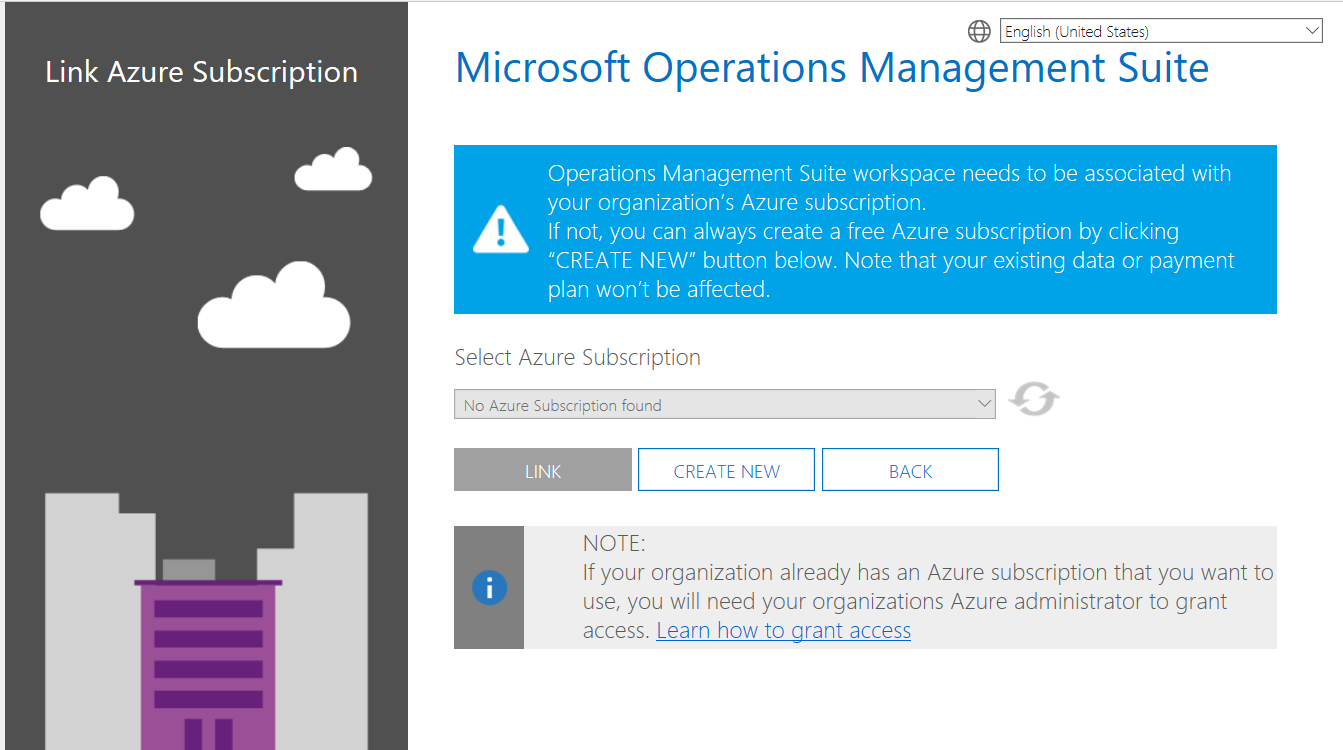 English (United States)
Link Azure Subscription
Microsoft Operations Management Suite
Operations Management Suite workspace needs to be associated with
your organization’s Azure subscription.
If not, you can always create a free Azure subscription by clicking
“CREATE NEW” button below. Note that your existing data or payment
plan won’t be affected.
Select Azure Subscription
No Azure Subscription found
LINK
CREATE NEW
BACK
NOTE:
If your organization already has an Azure subscription that you want to
use, you will need your organizations Azure administrator to grant
access. Learn how to grant access